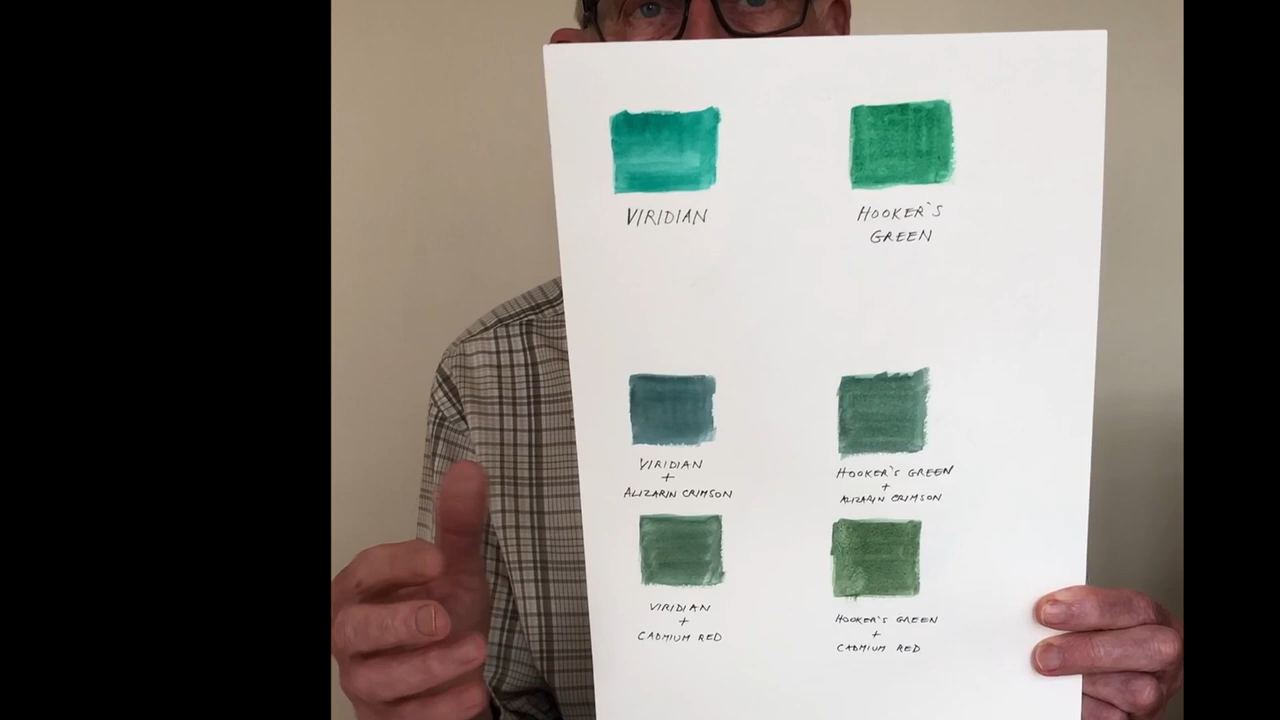 VIRIDIAN
HOOKER'S
GREEN
VIRIDIAN
+
ALIZARIN CRIMSON
HOOKER'S GREEN
+
ALIZARIN CRIMSON
VIRIDIAN
+
CADMIUM RED
HOOKER'S GREEN
+
CADMIUM RED